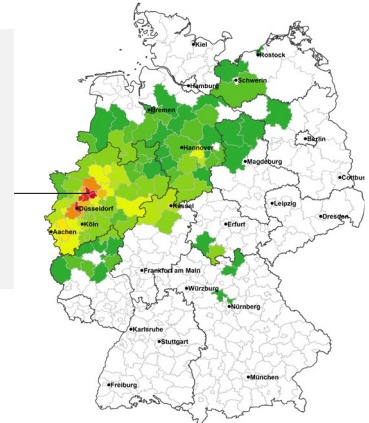 Kiel
Rostock
Schwerin
Hamburg
Bremen
Berlin
Hannover
Magdeburg
Cottbus
Kassel
Leipzig
Düsseldorf
Dresden
Köln
Erfurt
Aachen
Frankfurt am Main
Würzburg
Nürnberg
Karlsruhe
Stuttgart
München
Freiburg